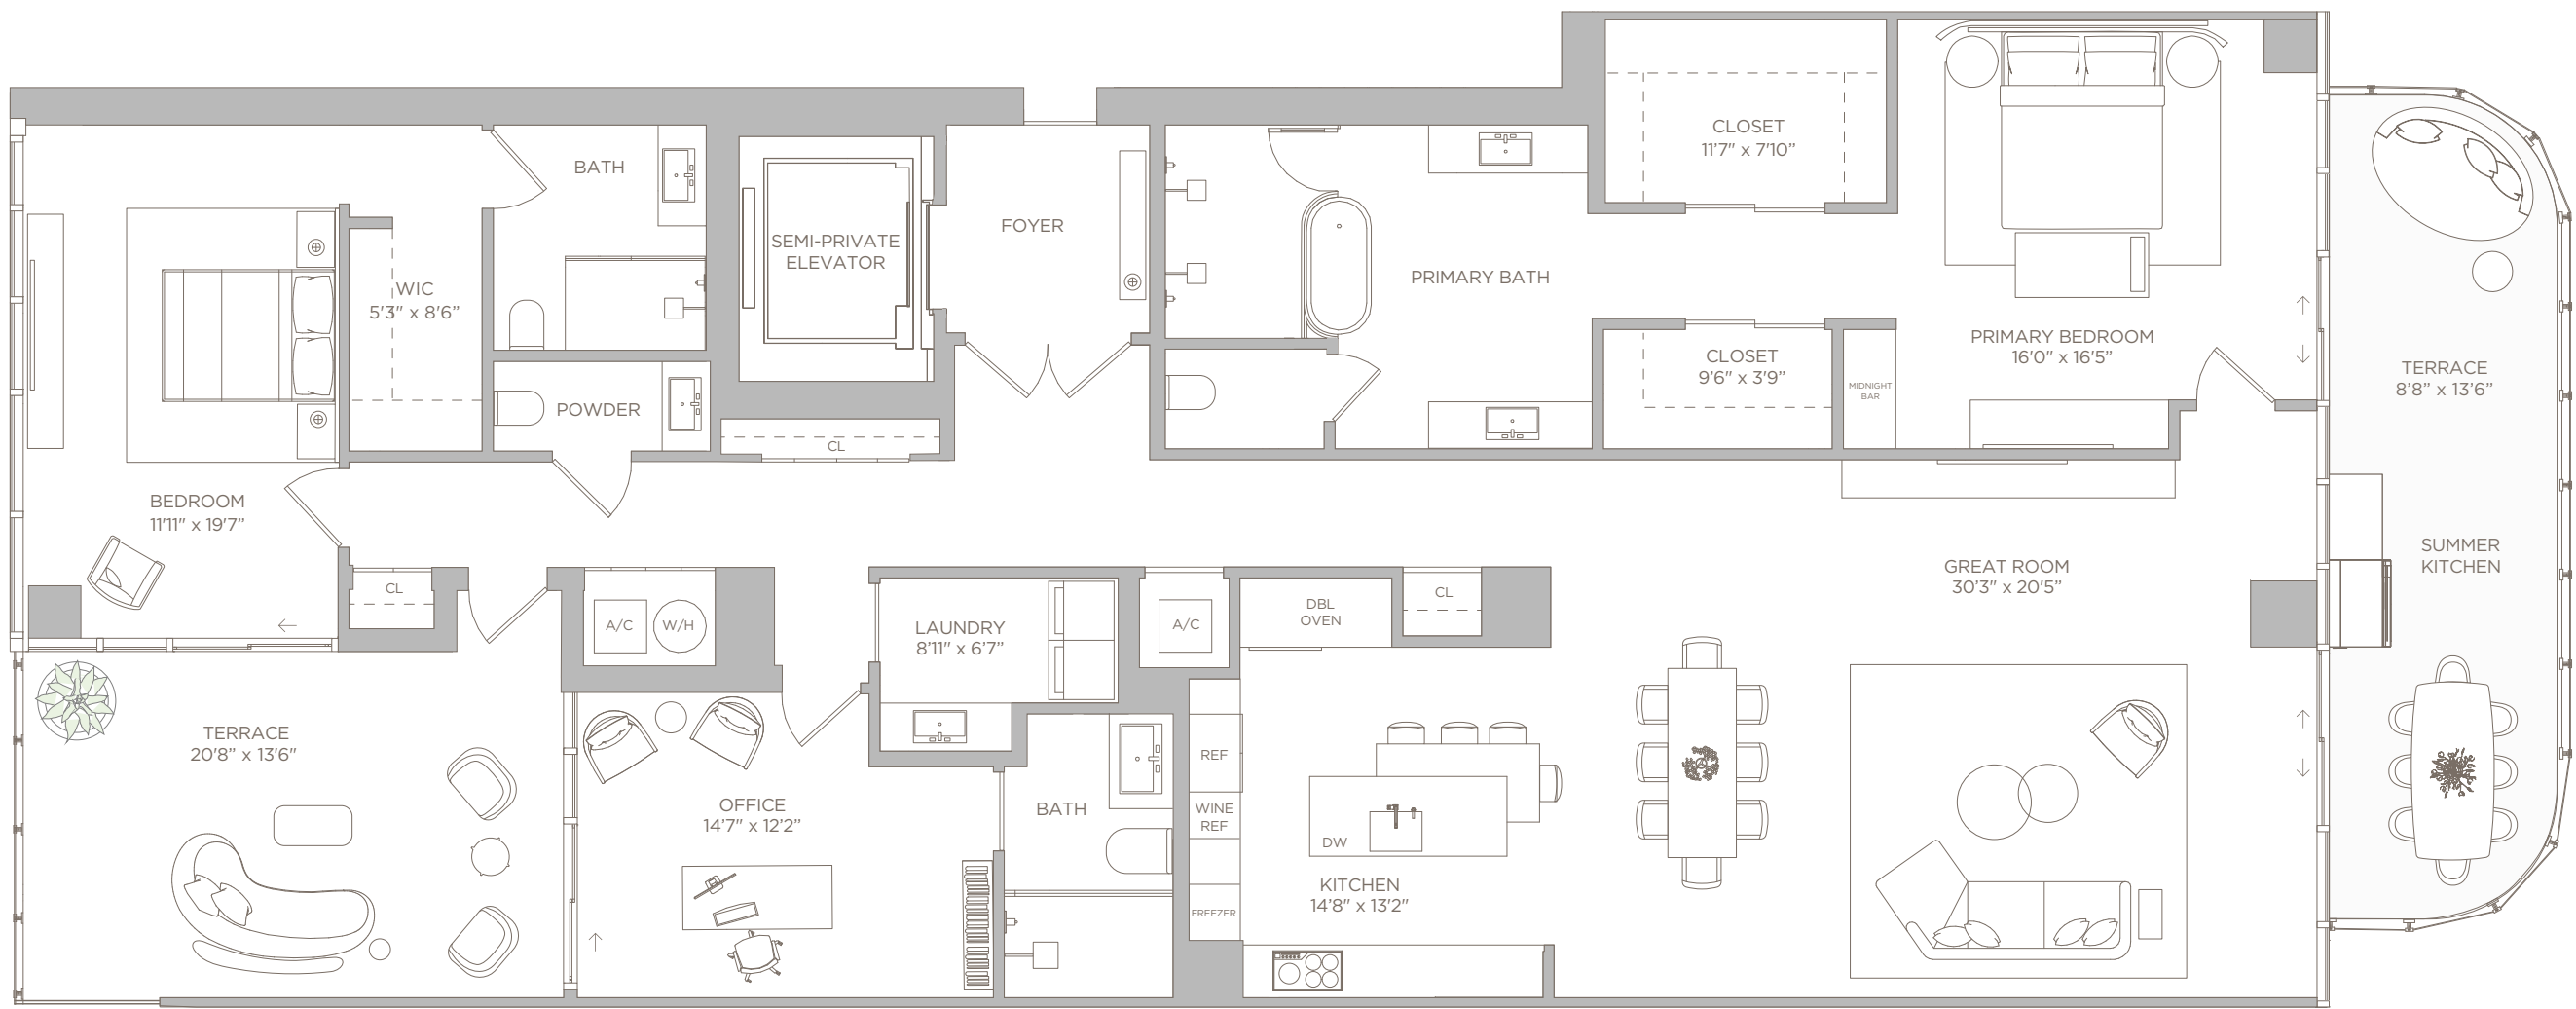 BATH
SEMI-PRIVATE
ELEVATOR
FOYER
PRIMARY BATH
CLOSET
11'7" x 7'10”
PRIMARY BEDROOM
16'0" x 16'5”
WIC
5'3" x 8'6”
POWDER
CL
CLOSET
9'6" x 3'9”
MIDNIGHT
BAR
TERRACE
8'8” x 13'6”
BEDROOM
11'11" x 19'7”
CL
A/C
W/H
LAUNDRY
8'11" x 6'7”
A/C
DBL
OVEN
CL
GREAT ROOM
30'3" x 20'5”
SUMMER
KITCHEN
TERRACE
20'8” x 13'6"
OFFICE
14'7" x 12'2”
BATH
REF
WINE
REF
FREEZER
DW
KITCHEN
14'8" x 13'2"